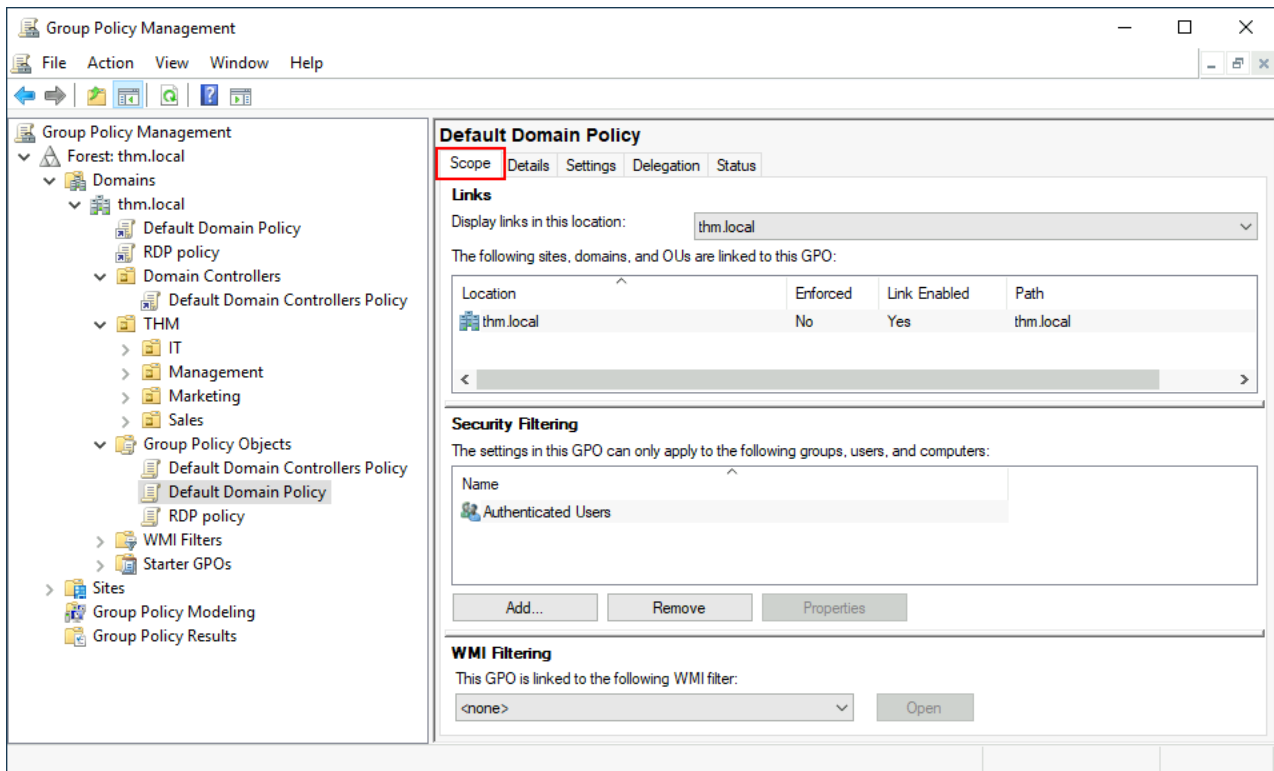 Group Policy Management
File Action View Window Help
Group Policy Management
Forest: thm.local
Domains
thm.local
Default Domain Policy
RDP policy
Domain Controllers
Default Domain Controllers Policy
THM
IT
Management
Marketing
Sales
Group Policy Objects
Default Domain Controllers Policy
Default Domain Policy
RDP policy
WMI Filters
Starter GPOs
Sites
Group Policy Modeling
Group Policy Results
Default Domain Policy
Scope Details Settings Delegation Status
Links
Display links in this location: thm.local
The following sites, domains, and OUs are linked to this GPO:
Location Enforced Link Enabled Path
thm.local No Yes thm.local
Security Filtering
The settings in this GPO can only apply to the following groups, users, and computers:
Name
Authenticated Users
Add... Remove Properties
WMI Filtering
This GPO is linked to the following WMI filter:
<none> Open